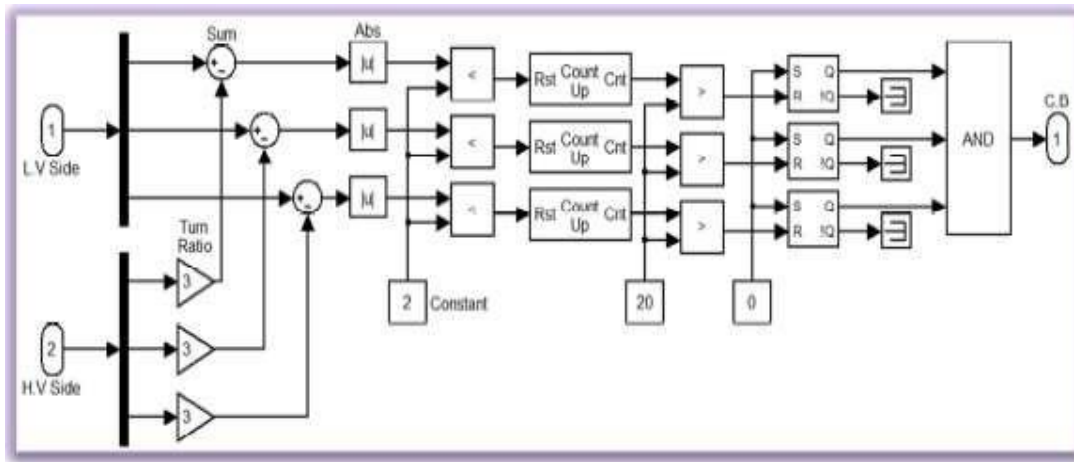 Sum
Abs
+
-
|u|
<
Rst Count Up Cnt
>
S Q
R !Q
1
L.V Side
+
-
|u|
<
Rst Count Up Cnt
>
S Q
R !Q
AND
C.B
1
+
-
|u|
<
Rst Count Up Cnt
>
S Q
R !Q
Turn
Ratio
3
2 Constant
20
0
2
H.V Side
3
3